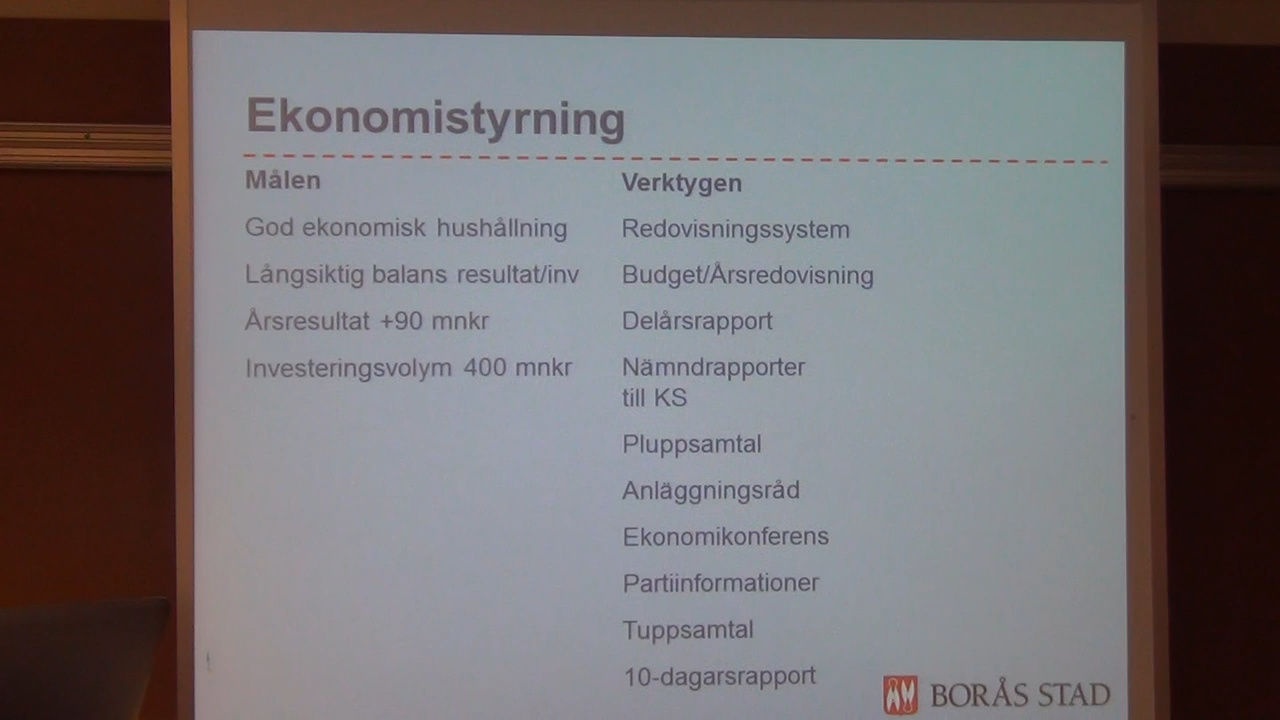 Ekonomistyrning
Målen
God ekonomisk hushållning
Långsiktig balans resultat/inv
Årsresultat +90 mnkr
Investeringsvolym 400 mnkr
Verktygen
Redovisningssystem
Budget/Årsredovisning
Delårsrapport
Nämndrapporter
till KS
Pluppsamtal
Anläggningsråd
Ekonomikonferens
Partiinformationer
Tuppsamtal
10-dagarsrapport
BORÅS STAD